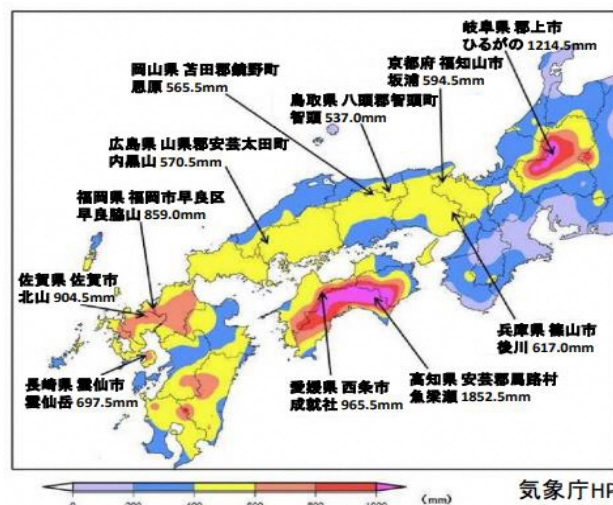 岐阜県 郡上市
ひるがの 1214.5mm
京都府 福知山市
坂浦 594.5mm
岡山県 苫田郡鏡野町
恩原 565.5mm
鳥取県 八頭郡智頭町
智頭 537.0mm
広島県 山県郡安芸太田町
内黒山 570.5mm
福岡県 福岡市早良区
早良脇山 859.0mm
佐賀県 佐賀市
北山 904.5mm
長崎県 雲仙市
雲仙岳 697.5mm
愛媛県 西条市
成就社 965.5mm
高知県 安芸郡馬路村
魚梁瀬 1852.5mm
兵庫県 篠山市
後川 617.0mm
0 200 400 600 800 1000 (mm)
気象庁HP